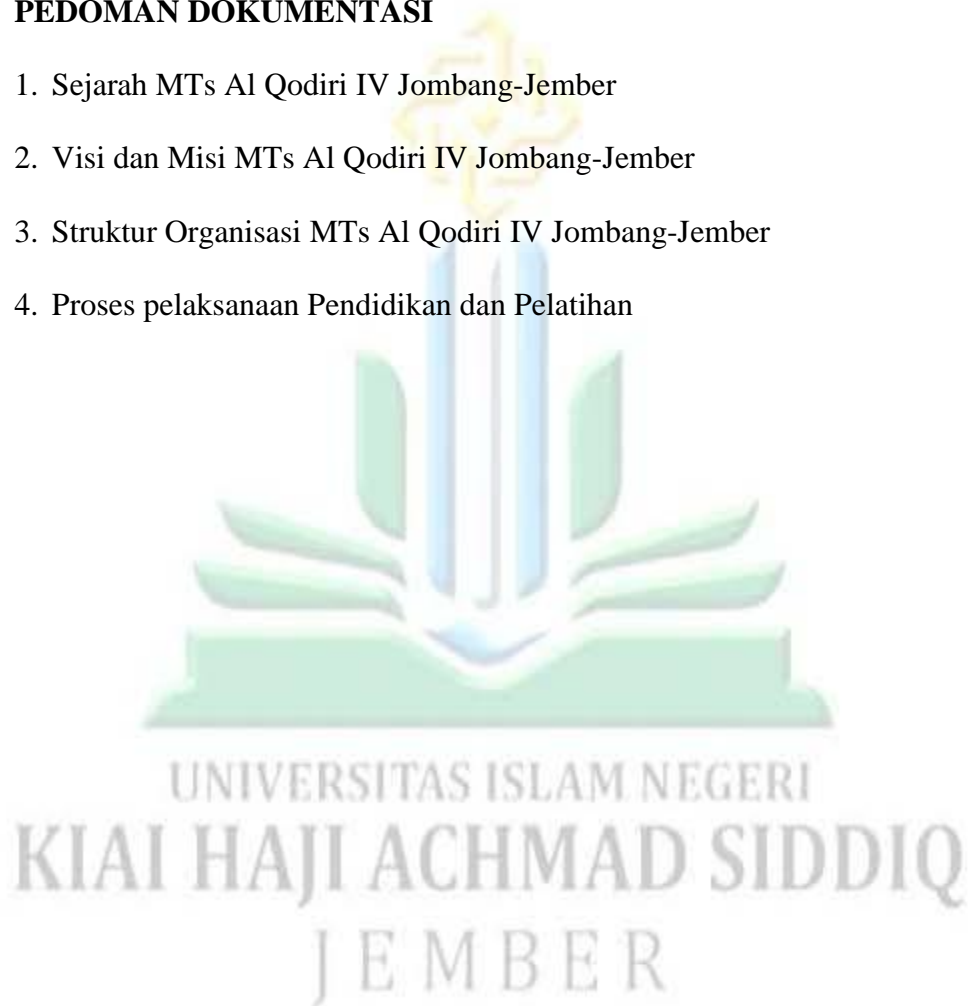 PEDOMAN DOKUMENTASI
1. Sejarah MTs Al Qodiri IV Jombang-Jember
2. Visi dan Misi MTs Al Qodiri IV Jombang-Jember
3. Struktur Organisasi MTs Al Qodiri IV Jombang-Jember
4. Proses pelaksanaan Pendidikan dan Pelatihan
UNIVERSITAS ISLAM NEGERI
KIAI HAJI ACHMAD SIDDIQ
JEMBER